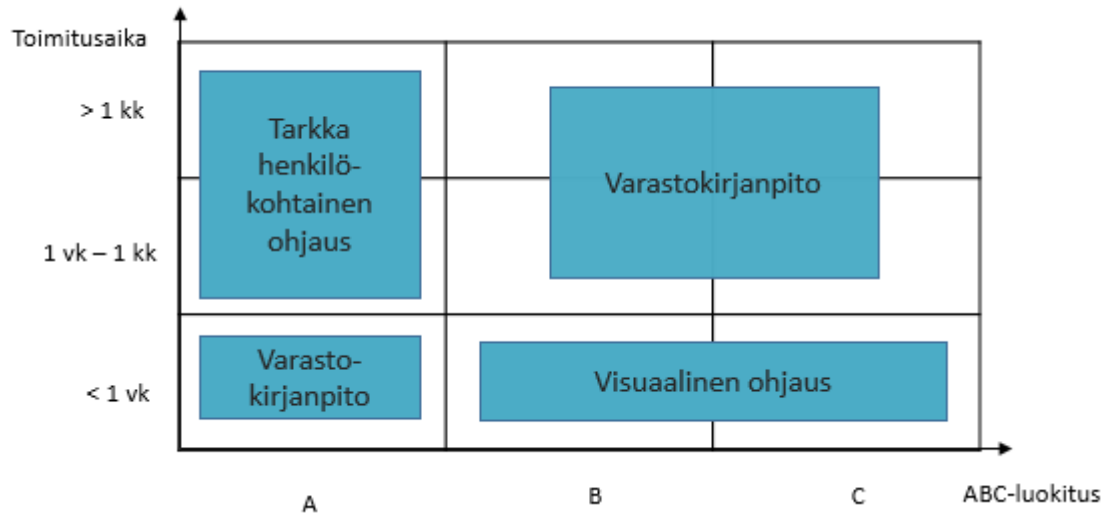 Toimitusaika
> 1 kk
Tarkka
henkilö-
kohtainen
ohjaus
Varastokirjanpito
1 vk – 1 kk
< 1 vk
Varasto-
kirjanpito
Visuaalinen ohjaus
A
B
C
ABC-luokitus